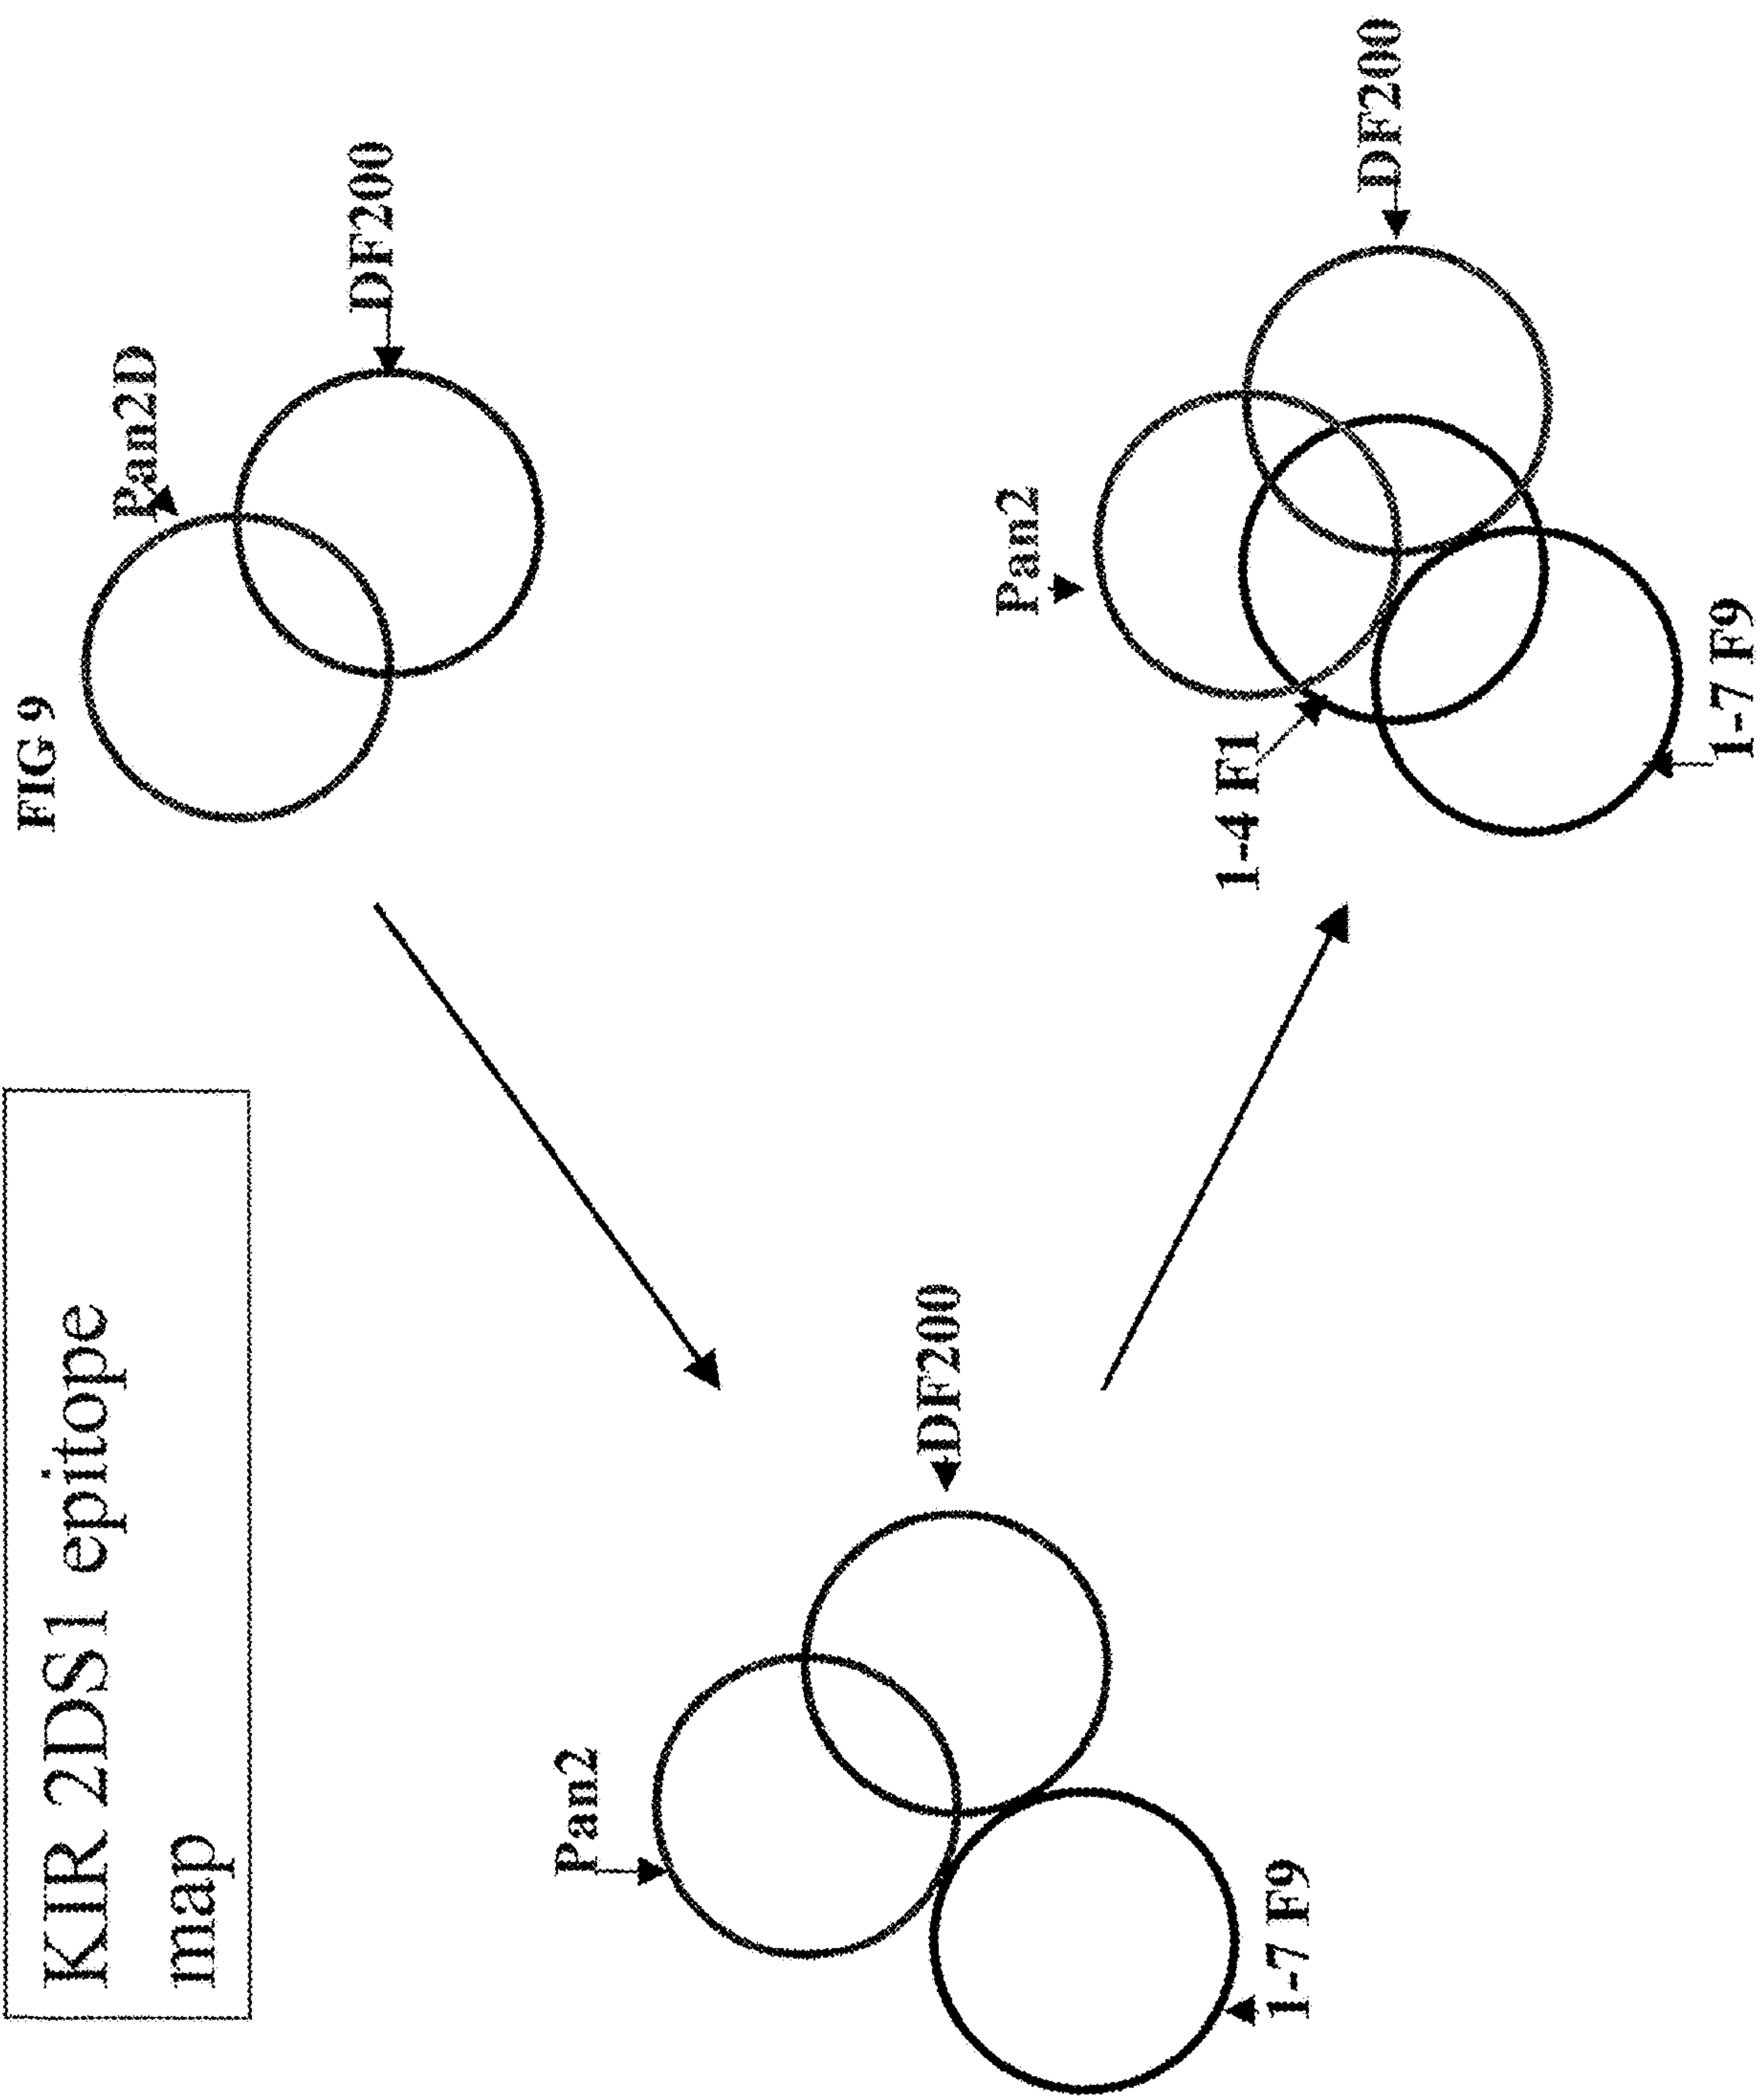 KIR 2DS1 epitope
map
FIG 9
Pan2D
DF200
Pan2
DF200
1-7 F9
Pan2
DF200
1-4 F1
1-7 F9